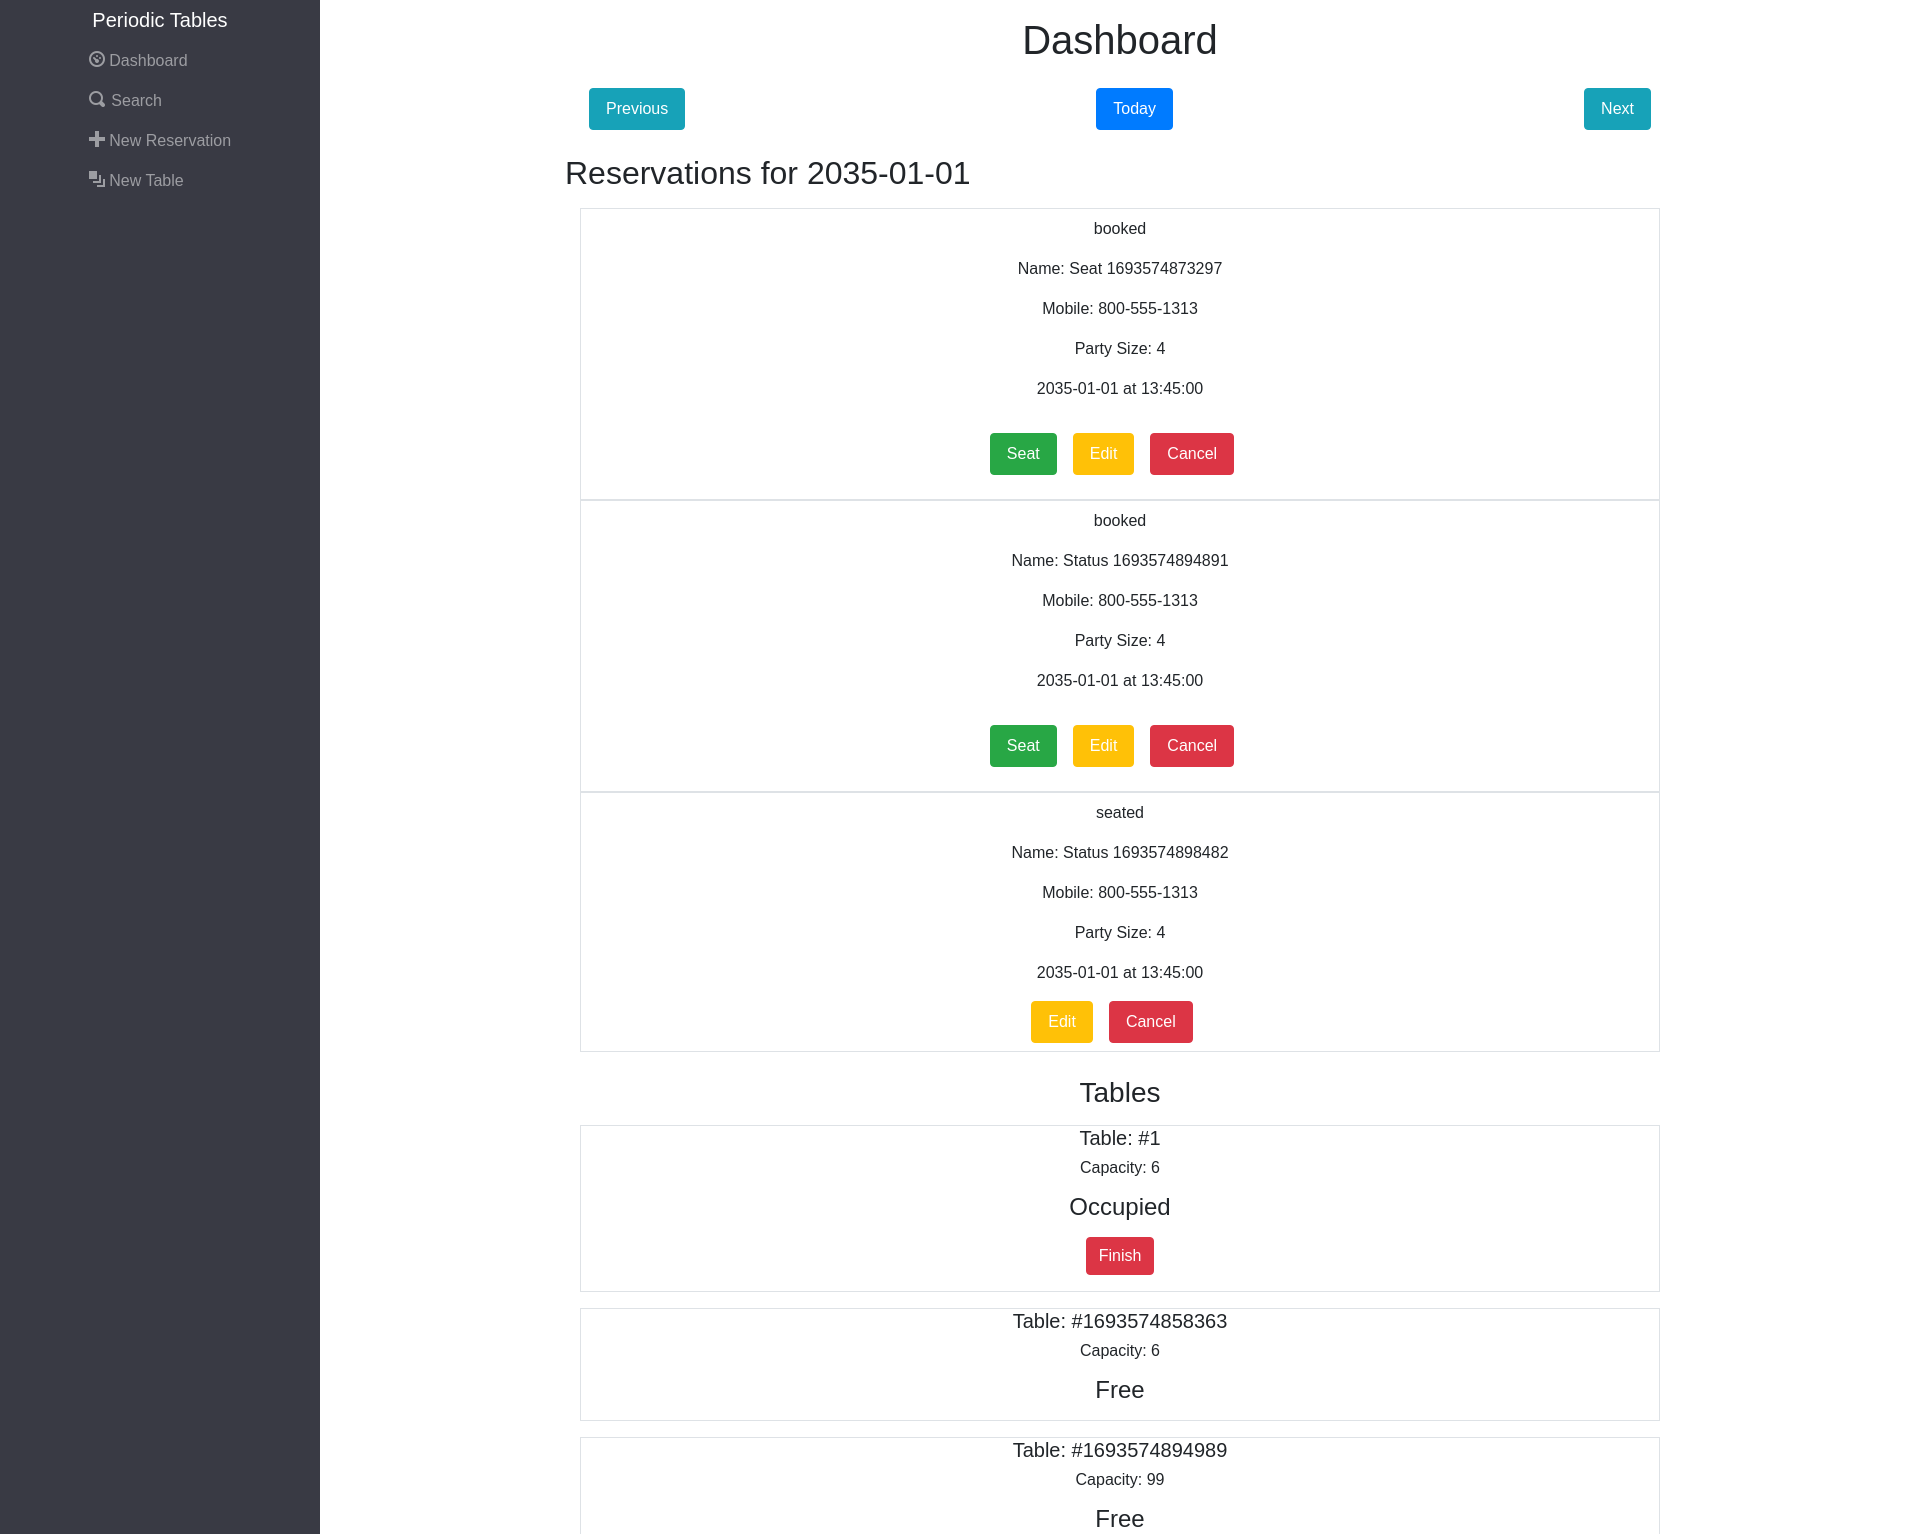 Periodic Tables
Dashboard
Search
New Reservation
New Table
Dashboard
Previous Today Next
Reservations for 2035-01-01
booked
Name: Seat 1693574873297
Mobile: 800-555-1313
Party Size: 4
2035-01-01 at 13:45:00
Seat Edit Cancel
booked
Name: Status 1693574894891
Mobile: 800-555-1313
Party Size: 4
2035-01-01 at 13:45:00
Seat Edit Cancel
seated
Name: Status 1693574898482
Mobile: 800-555-1313
Party Size: 4
2035-01-01 at 13:45:00
Edit Cancel
Tables
Table: #1
Capacity: 6
Occupied
Finish
Table: #1693574858363
Capacity: 6
Free
Table: #1693574894989
Capacity: 99
Free